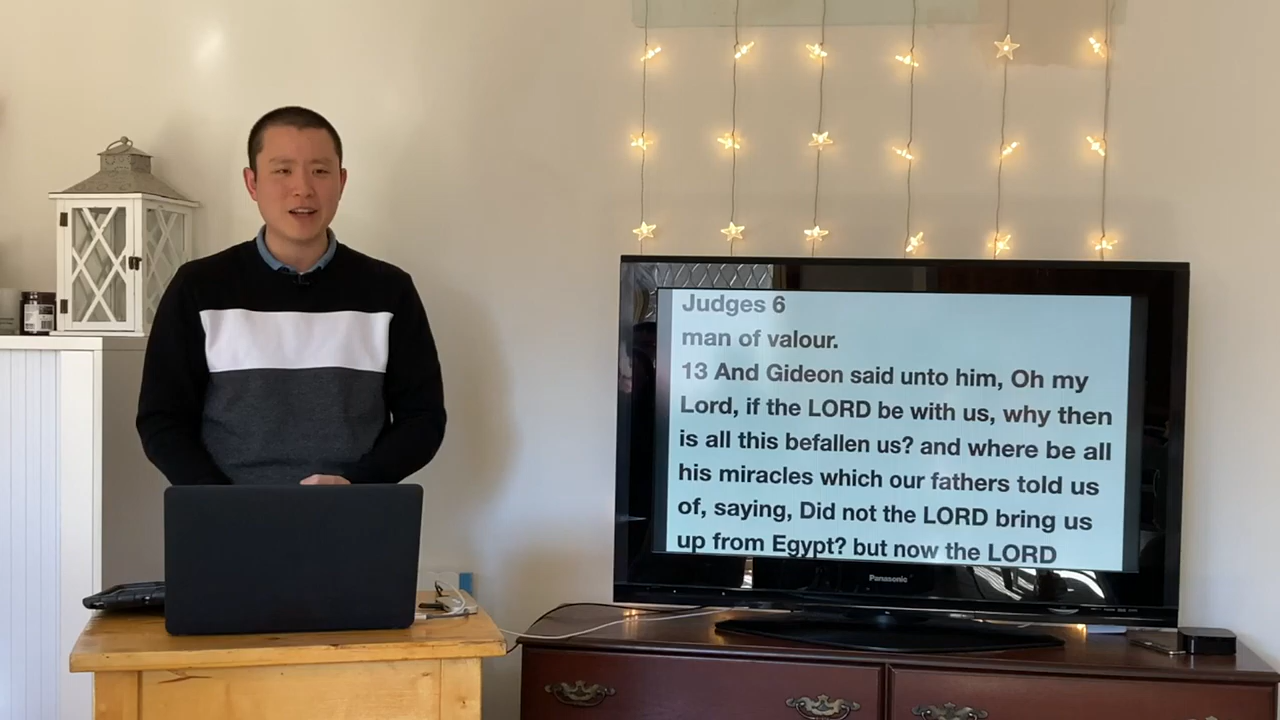 Judges 6
man of valour.
13 And Gideon said unto him, Oh my
Lord, if the LORD be with us, why then
is all this befallen us? and where be all
his miracles which our fathers told us
of, saying, Did not the LORD bring us
up from Egypt? but now the LORD
Panasonic